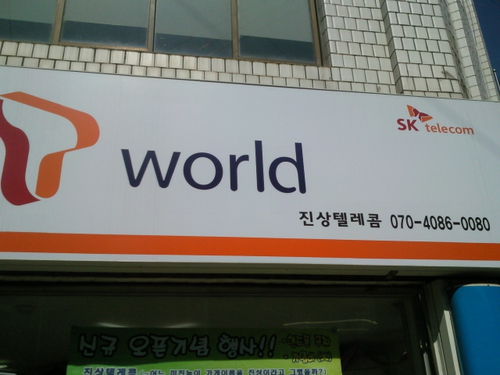 T world
SK telecom
진상텔레콤 070-4086-0080
신규 오픈기념 행사!!
진상텔레콤